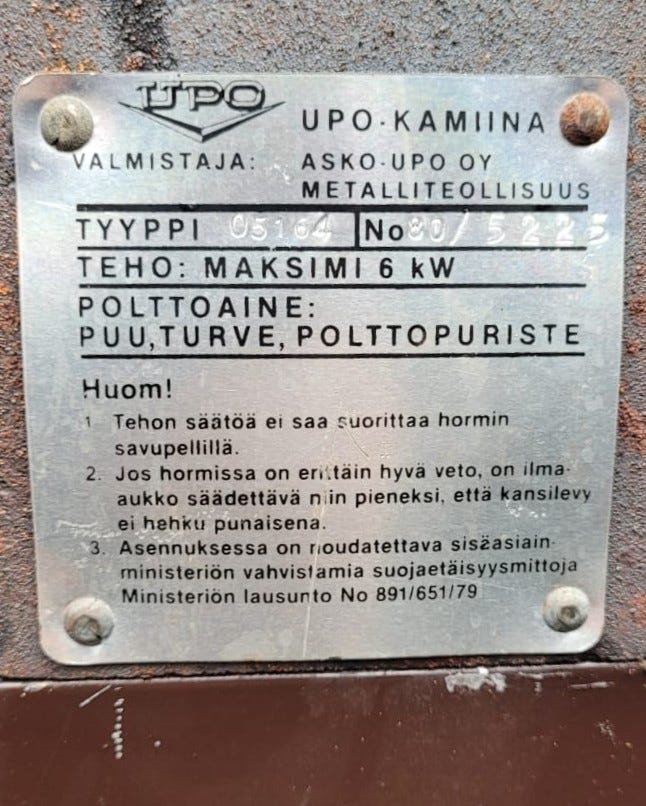 UPO UPO-KAMIINA
VALMISTAJA: ASKO-UPO OY
METALLITEOLLISUUS
TYYPPI 05164 No 80/5225
TEHO: MAKSIMI 6 kW
POLTTOAINE:
PUU,TURVE, POLTTOPURISTE
Huom!
1 Tehon säätöä ei saa suorittaa hormin
savupellillä.
2. Jos hormissa on erittäin hyvä veto, on ilma-
aukko säädettävä niin pieneksi, että kansilevy
ei hehku punaisena.
3. Asennuksessa on noudatettava sisäasiain-
ministeriön vahvistamia suojaetäisyysmittoja
Ministeriön lausunto No 891/651/79